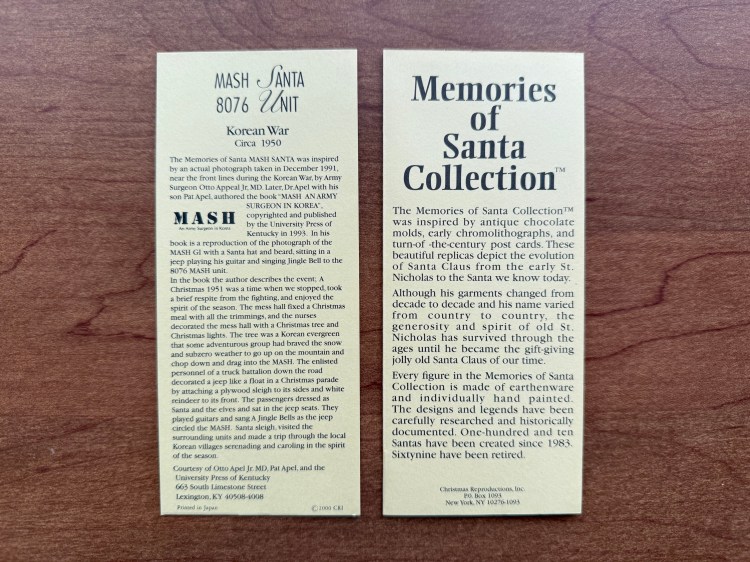 MASH SANTA
8076 UNIT
Korean War
Circa 1950
The Memories of Santa MASH SANTA was inspired
by an actual photograph taken in December 1991,
near the front lines during the Korean War, by Army
Surgeon Otto Appeal Jr, MD. Later, Dr Apel with his
son Pat Apel, authored the book "MASH AN ARMY
SURGEON IN KOREA",
copyrighted and published
by the University Press of
Kentucky in 1993. In his
MASH
An Army Surgeon in Korea
book is a reproduction of the photograph of the
MASH GI with a Santa hat and beard, sitting in a
jeep playing his guitar and singing Jingle Bell to the
8076 MASH unit.
In the book the author describes the event: A
Christmas 1951 was a time when we stopped, took
a brief respite from the fighting, and enjoyed the
spirit of the season. The mess hall fixed a Christmas
meal with all the trimmings, and the nurses
decorated the mess hall with a Christmas tree and
Christmas lights. The tree was a Korean evergreen
that some adventurous group had braved the snow
and subzero weather to go up on the mountain and
chop down and drag into the MASH. The enlisted
personnel of a truck battalion down the road
decorated a jeep like a float in a Christmas parade
by attaching a plywood sleigh to its sides and white
reindeer to its front. The passengers dressed as
Santa and the elves and sat in the jeep seats. They
played guitars and sang A Jingle Bells as the jeep
circled the MASH. Santa sleigh, visited the
surrounding units and made a trip through the local
Korean villages serenading and caroling in the spirit
of the season.
Courtesy of Otto Apel Jr. MD, Pat Apel, and the
University Press of Kentucky
663 South Limestone Street
Lexington, KY 40508-4008
Printed in Japan ©1999 CRI
Memories
of
Santa
Collection™
The Memories of Santa Collection™
was inspired by antique chocolate
molds, early chromolithographs, and
turn-of -the-century post cards. These
beautiful replicas depict the evolution
of Santa Claus from the early St.
Nicholas to the Santa we know today.
Although his garments changed from
decade to decade and his name varied
from country to country, the
generosity and spirit of old St.
Nicholas has survived through the
ages until he became the gift-giving
jolly old Santa Claus of our time.
Every figure in the Memories of Santa
Collection is made of earthenware
and individually hand painted.
The designs and legends have been
carefully researched and historically
documented. One-hundred and ten
Santas have been created since 1983.
Sixtynine have been retired.
Christmas Reproductions, Inc.
P.O. Box 1093
New York, NY 10276-1093